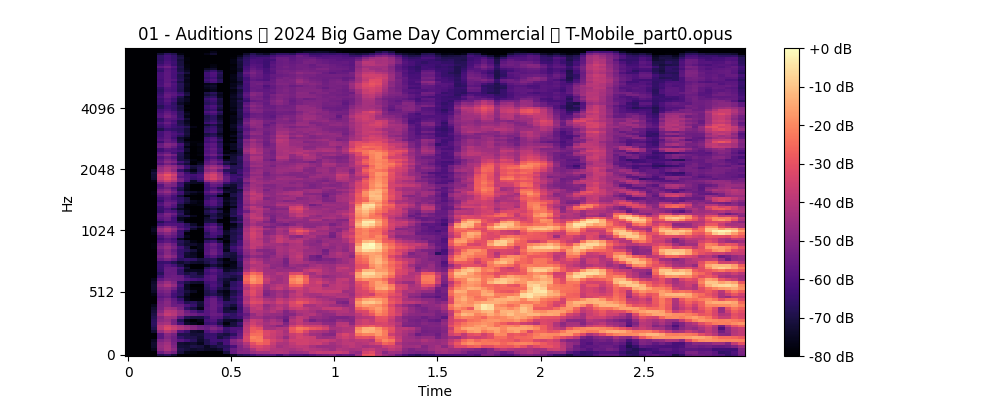 01 - Auditions ▯ 2024 Big Game Day Commercial ▯ T-Mobile_part0.opus
+0 dB
4096
-10 dB
-20 dB
2048
-30 dB
Hz
-40 dB
1024
-50 dB
512
-60 dB
-70 dB
0
-80 dB
0
0.5
1
1.5
2
2.5
Time